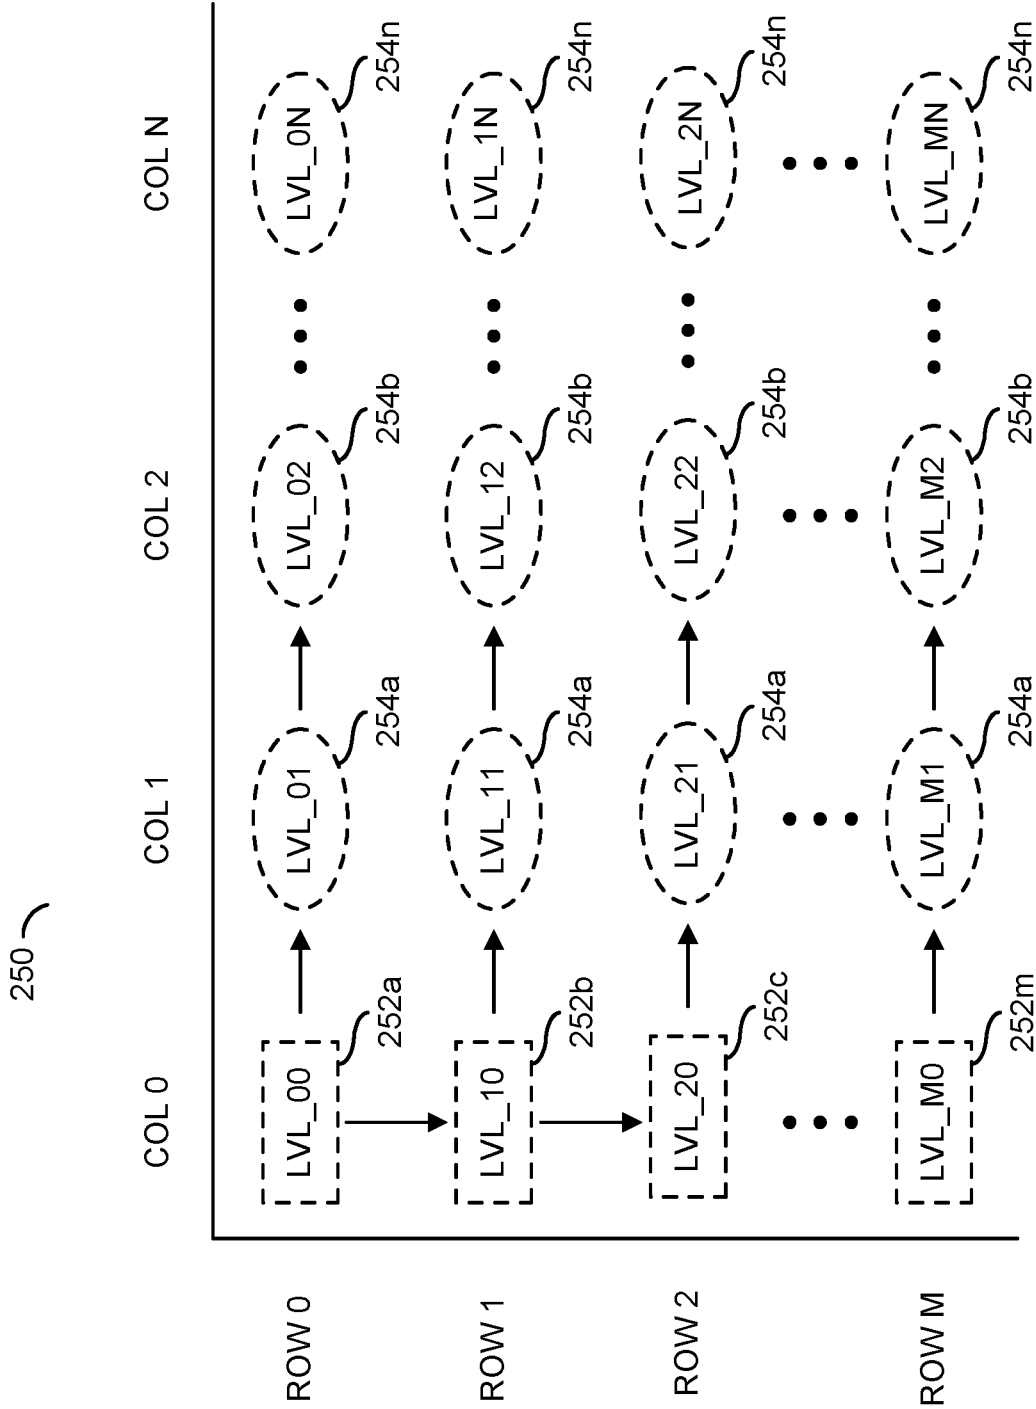 250
COL 0 COL 1 COL 2 COL N
ROW 0 LVL_00 LVL_01 LVL_02 LVL_0N
252a 254a 254b 254n
ROW 1 LVL_10 LVL_11 LVL_12 LVL_1N
252b 254a 254b 254n
ROW 2 LVL_20 LVL_21 LVL_22 LVL_2N
252c 254a 254b 254n
ROW M LVL_M0 LVL_M1 LVL_M2 LVL_MN
252m 254a 254b 254n